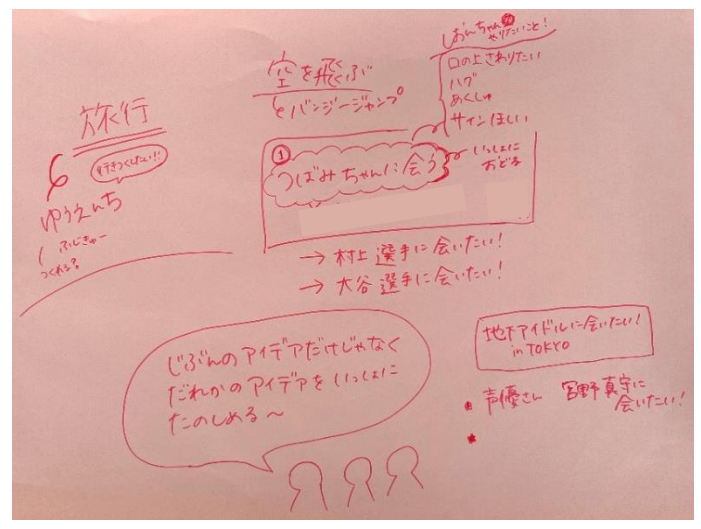 旅行
行きつくしたい!!
ゆうえんち
ふじきゅー
つくれる?
空を飛ぶ
バンジージャンプ
しおんちゃん
やりたいこと!
口の上さわりたい
ハグ
あくしゅ
サインほしい
いっしょに
おどる
①
つばみちゃんに会う
→ 村上選手に会いたい!
→ 大谷選手に会いたい!
じぶんのアイデアだけじゃなく
だれかのアイデアをいっしょに
たのしめる〜
地下アイドルに会いたい!
in TOKYO
・声優さん 宮野真守に
会いたい!